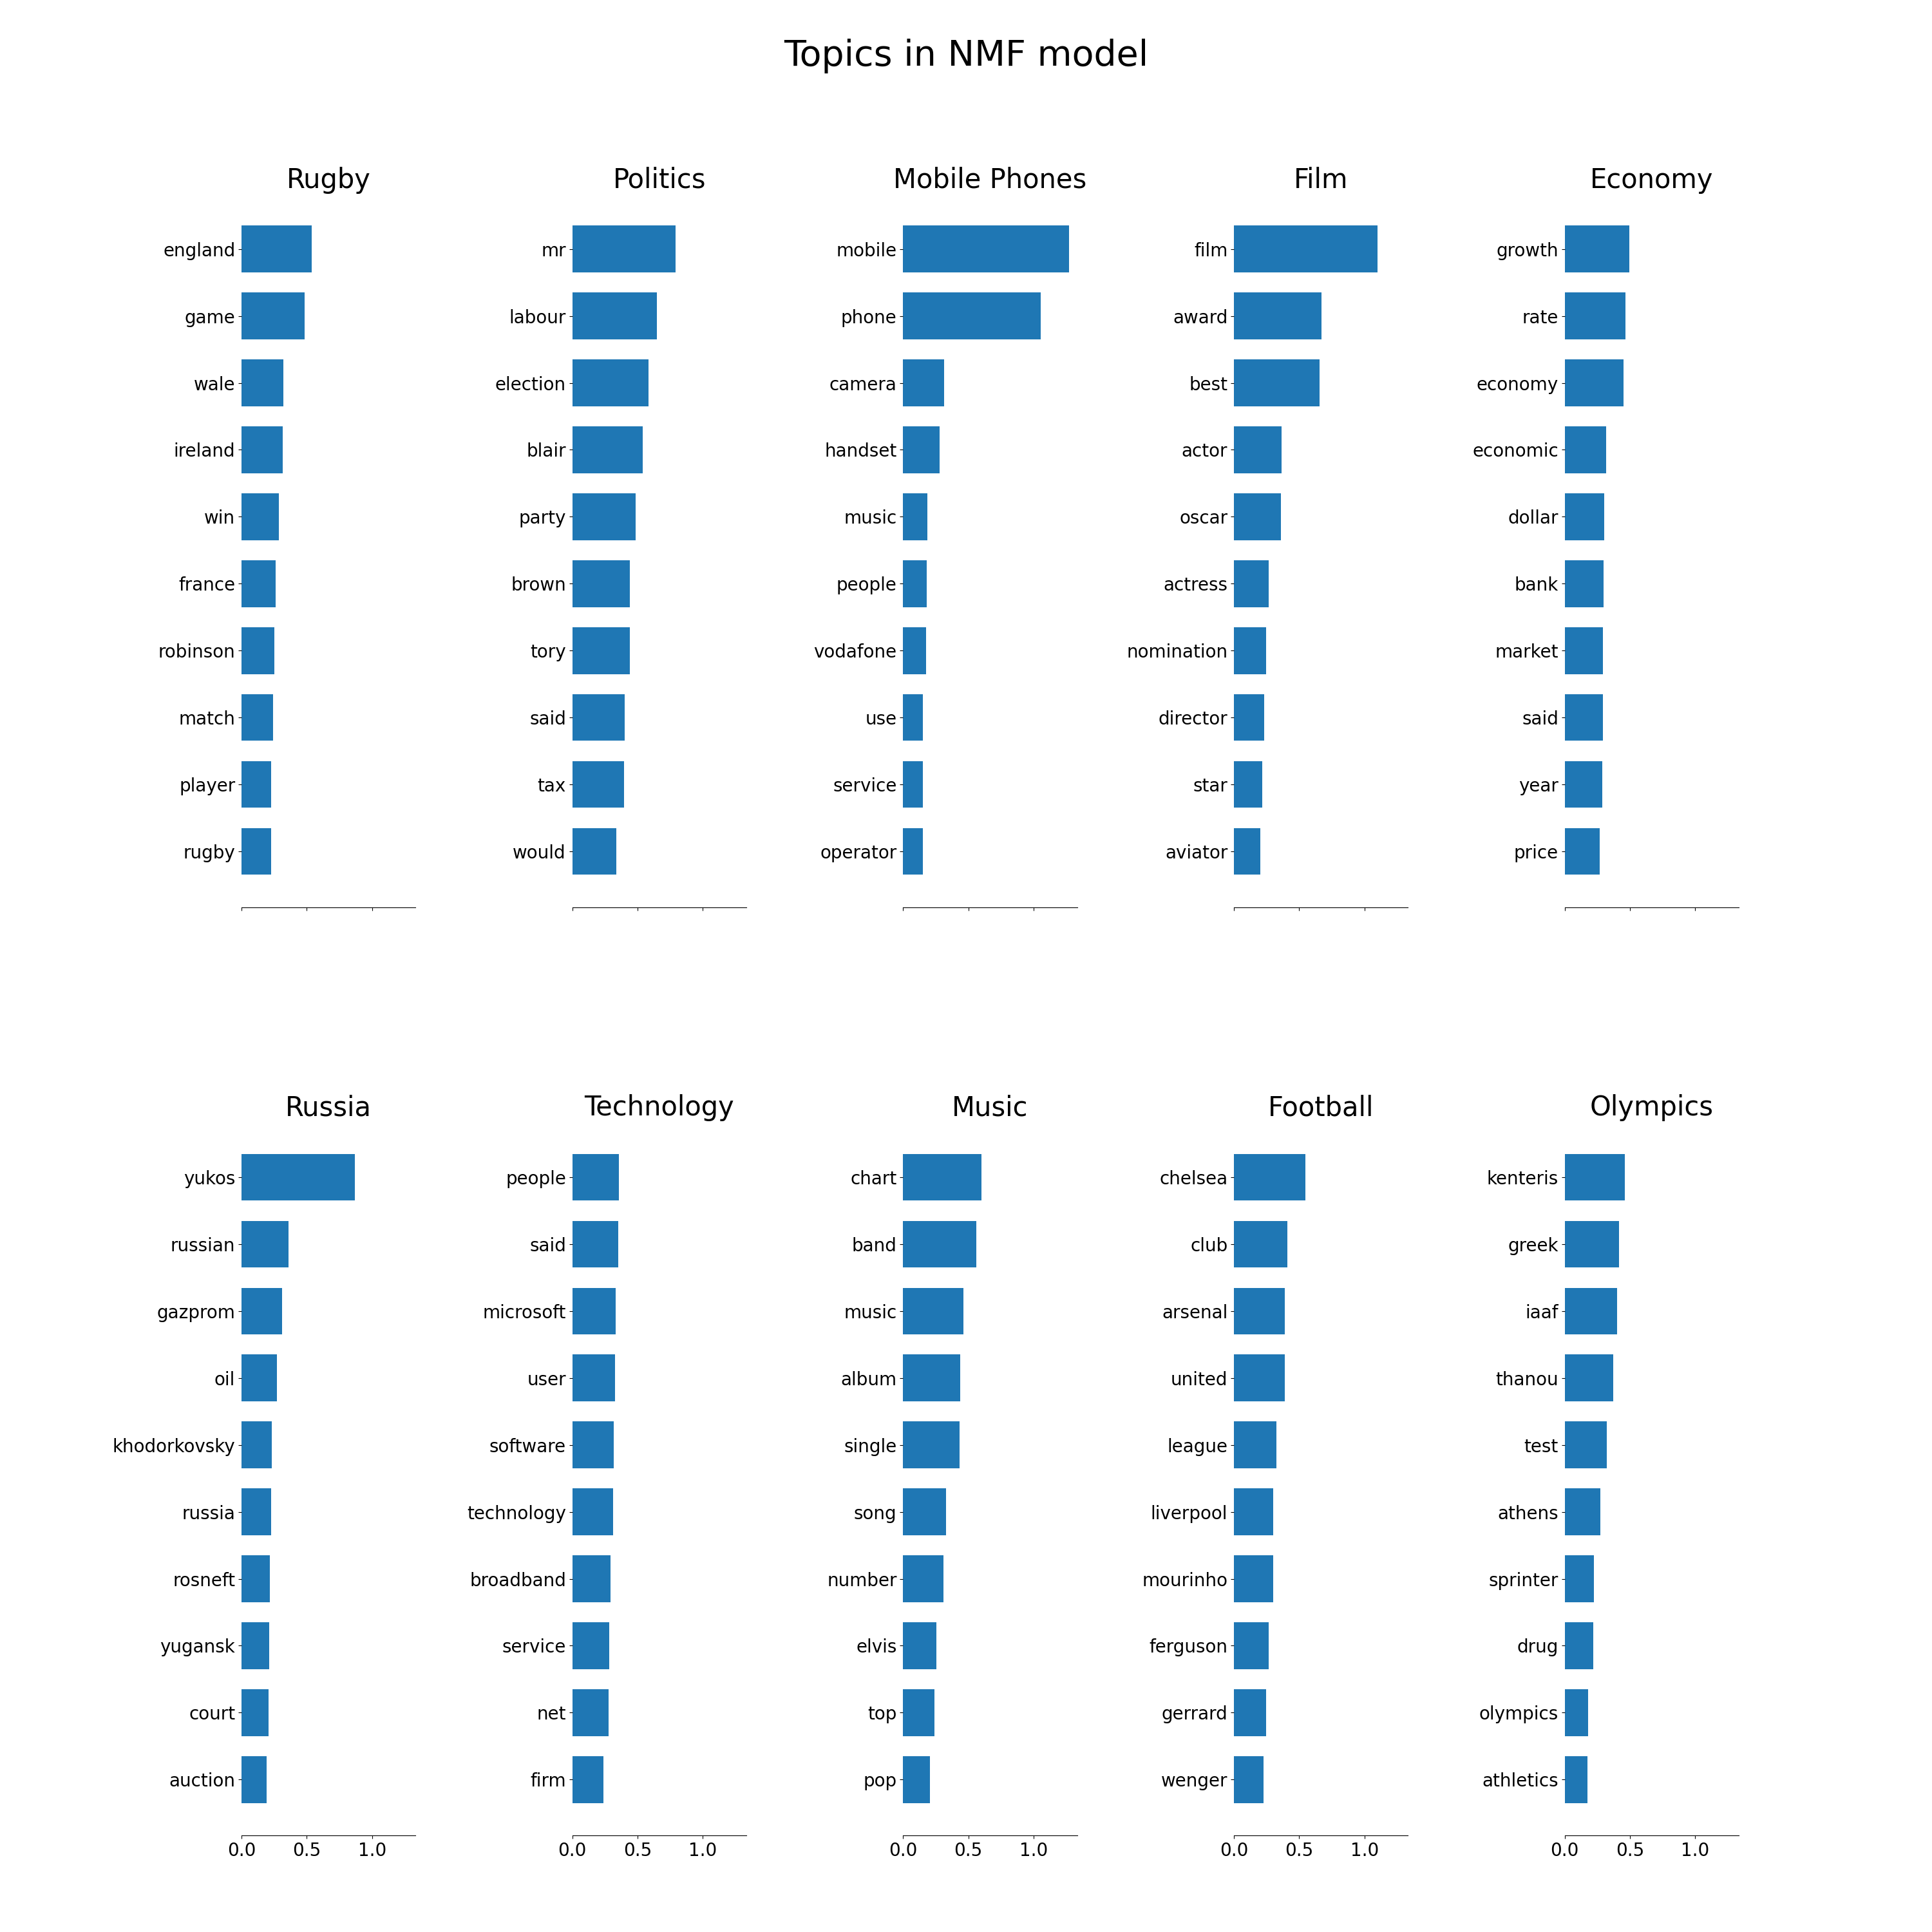 Topics in NMF model
Rugby
england
game
wale
ireland
win
france
robinson
match
player
rugby
Politics
mr
labour
election
blair
party
brown
tory
said
tax
would
Mobile Phones
mobile
phone
camera
handset
music
people
vodafone
use
service
operator
Film
film
award
best
actor
oscar
actress
nomination
director
star
aviator
Economy
growth
rate
economy
economic
dollar
bank
market
said
year
price
Russia
yukos
russian
gazprom
oil
khodorkovsky
russia
rosneft
yugansk
court
auction
0.0 0.5 1.0
Technology
people
said
microsoft
user
software
technology
broadband
service
net
firm
0.0 0.5 1.0
Music
chart
band
music
album
single
song
number
elvis
top
pop
0.0 0.5 1.0
Football
chelsea
club
arsenal
united
league
liverpool
mourinho
ferguson
gerrard
wenger
0.0 0.5 1.0
Olympics
kenteris
greek
iaaf
thanou
test
athens
sprinter
drug
olympics
athletics
0.0 0.5 1.0